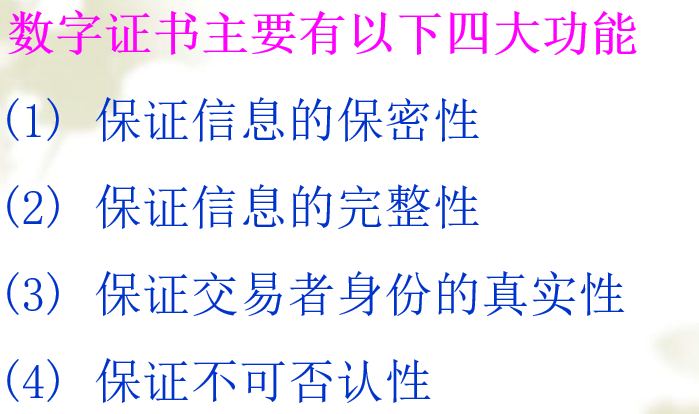 数字证书主要有以下四大功能
(1) 保证信息的保密性
(2) 保证信息的完整性
(3) 保证交易者身份的真实性
(4) 保证不可否认性